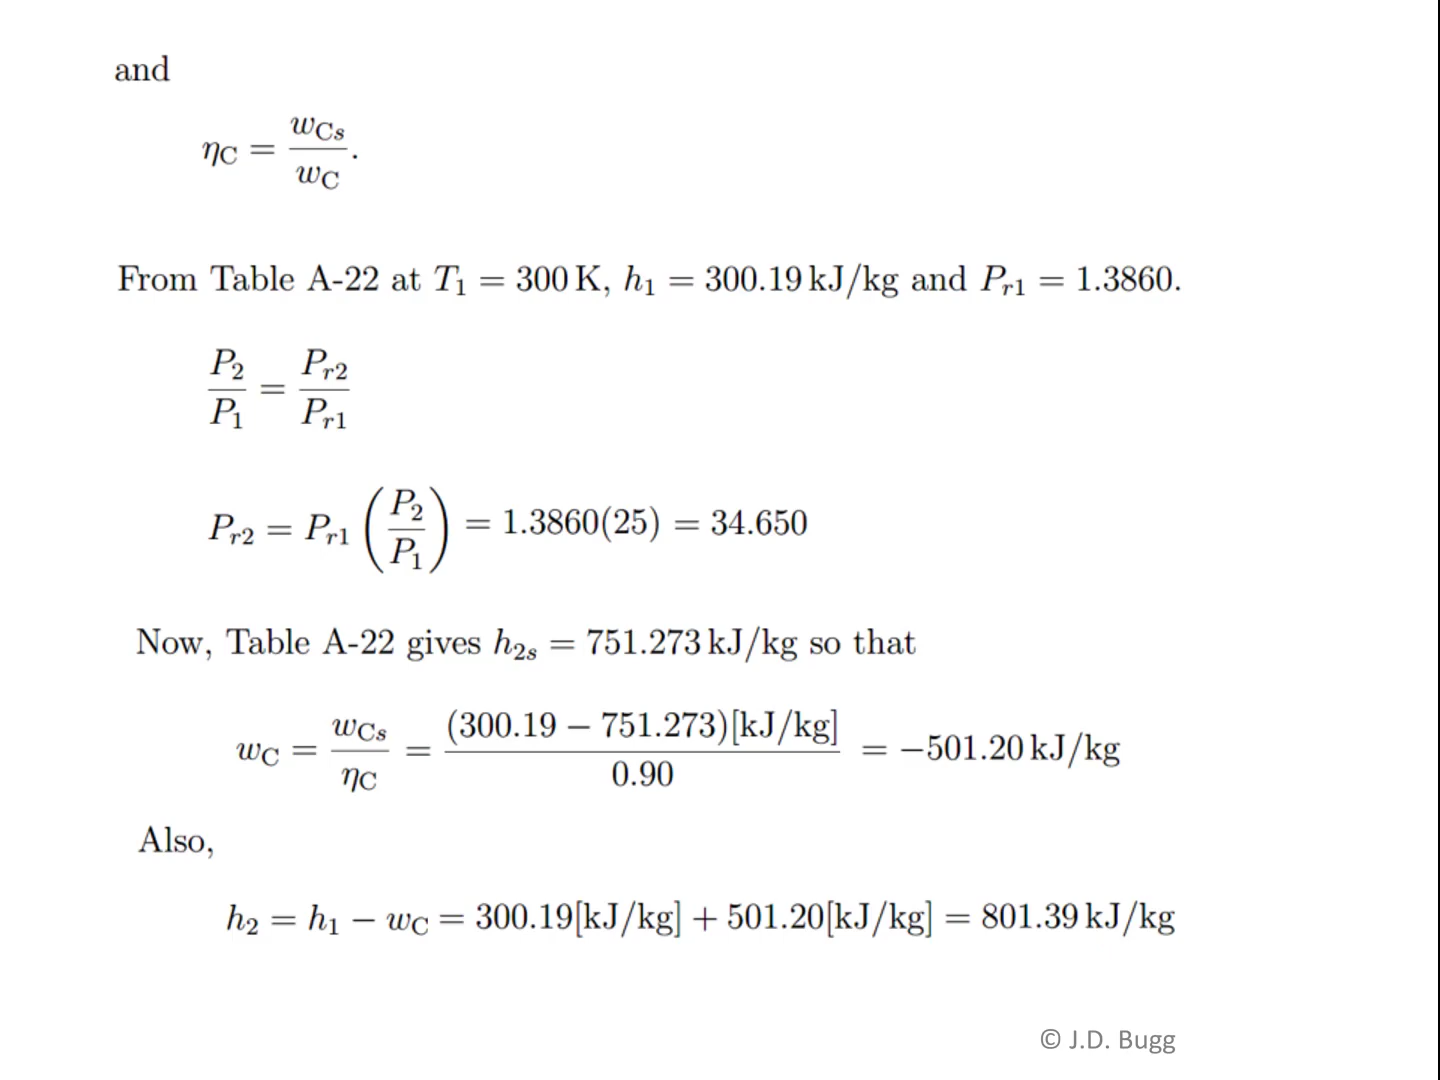 and
η_C = w_Cs / w_C.
From Table A-22 at T_1 = 300 K, h_1 = 300.19 kJ/kg and P_r1 = 1.3860.
P_2 / P_1 = P_r2 / P_r1
P_r2 = P_r1 (P_2 / P_1) = 1.3860(25) = 34.650
Now, Table A-22 gives h_2s = 751.273 kJ/kg so that
w_C = w_Cs / η_C = (300.19 − 751.273)[kJ/kg] / 0.90 = −501.20 kJ/kg
Also,
h_2 = h_1 − w_C = 300.19[kJ/kg] + 501.20[kJ/kg] = 801.39 kJ/kg
© J.D. Bugg